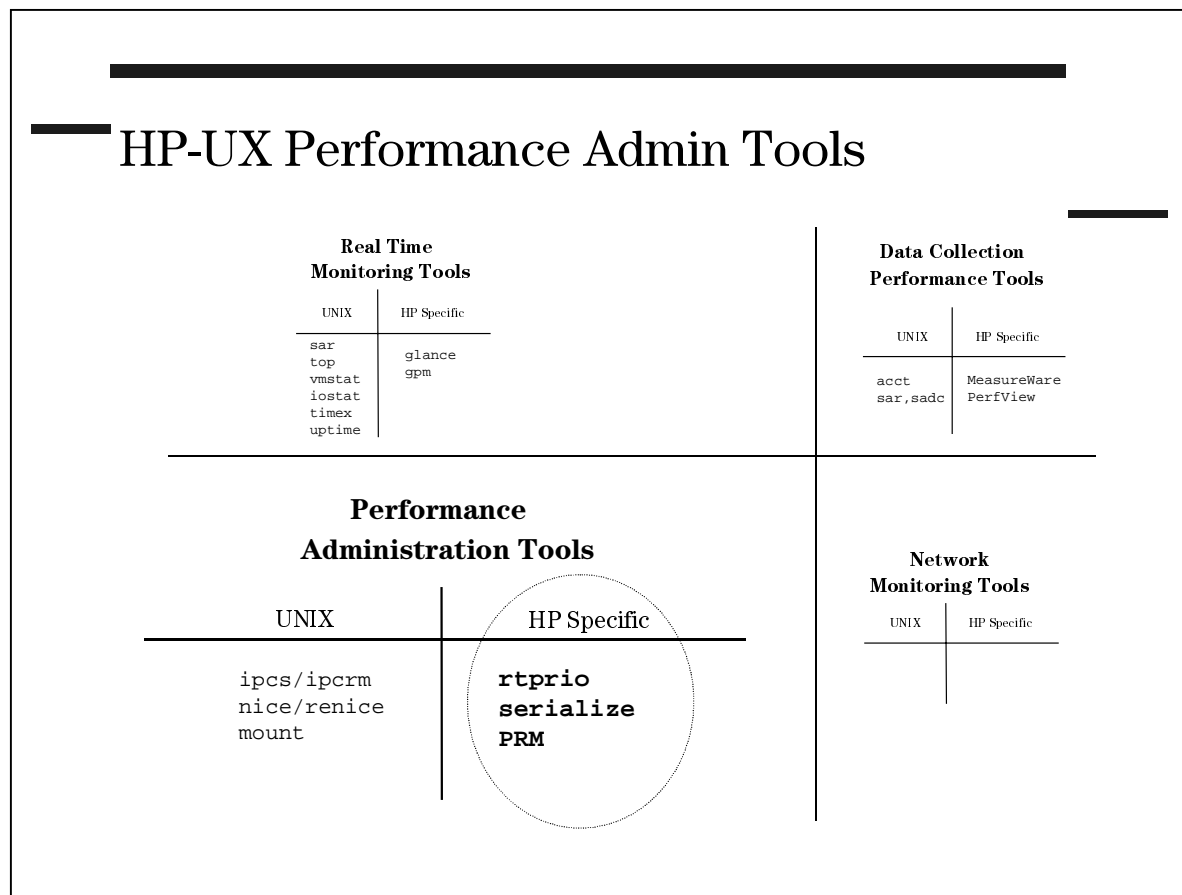 HP-UX Performance Admin Tools
Real Time
Monitoring Tools
UNIX HP Specific
sar
top
vmstat
iostat
timex
uptime
glance
gpm
Data Collection
Performance Tools
UNIX HP Specific
acct
sar,sadc
MeasureWare
PerfView
Performance
Administration Tools
UNIX HP Specific
ipcs/ipcrm
nice/renice
mount
rtprio
serialize
PRM
Network
Monitoring Tools
UNIX HP Specific